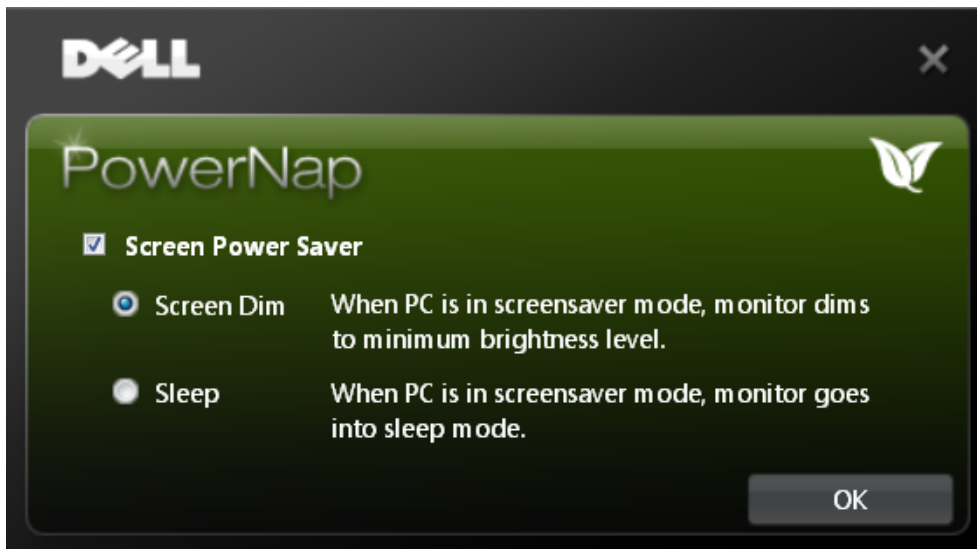 DELL
PowerNap
Screen Power Saver
Screen Dim When PC is in screensaver mode, monitor dims
to minimum brightness level.
Sleep When PC is in screensaver mode, monitor goes
into sleep mode.
OK